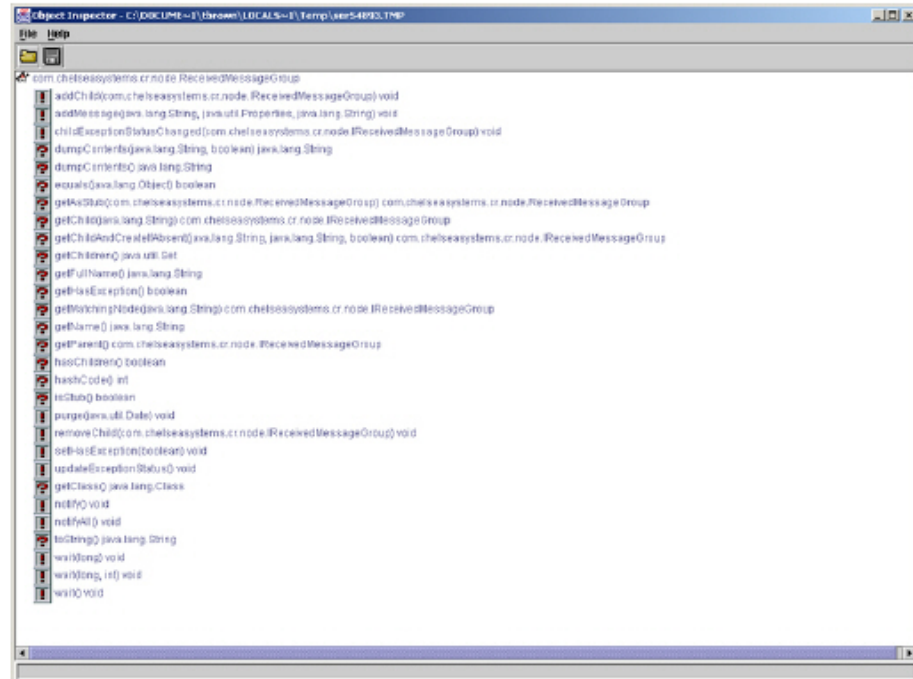 Object Inspector - C:\DOCUME~1\tbrown\LOCALS~1\Temp\ser54893.TMP
File Help
com.chelseasystems.cr.node.ReceivedMessageGroup
addChild(com.chelseasystems.cr.node.IReceivedMessageGroup) void
addMessage(java.lang.String, java.util.Properties, java.lang.String) void
childExceptionStatusChanged(com.chelseasystems.cr.node.IReceivedMessageGroup) void
dumpContents(java.lang.String, boolean) java.lang.String
dumpContents() java.lang.String
equals(java.lang.Object) boolean
getAsStub(com.chelseasystems.cr.node.ReceivedMessageGroup) com.chelseasystems.cr.node.ReceivedMessageGroup
getChild(java.lang.String) com.chelseasystems.cr.node.IReceivedMessageGroup
getChildAndCreateIfAbsent(java.lang.String, java.lang.String, boolean) com.chelseasystems.cr.node.IReceivedMessageGroup
getChildren() java.util.Set
getFullName() java.lang.String
getHasException() boolean
getMatchingNode(java.lang.String) com.chelseasystems.cr.node.IReceivedMessageGroup
getName() java.lang.String
getParent() com.chelseasystems.cr.node.IReceivedMessageGroup
hasChildren() boolean
hashCode() int
isStub() boolean
purge(java.util.Date) void
removeChild(com.chelseasystems.cr.node.IReceivedMessageGroup) void
setHasException(boolean) void
updateExceptionStatus() void
getClass() java.lang.Class
notify() void
notifyAll() void
toString() java.lang.String
wait(long) void
wait(long, int) void
wait() void